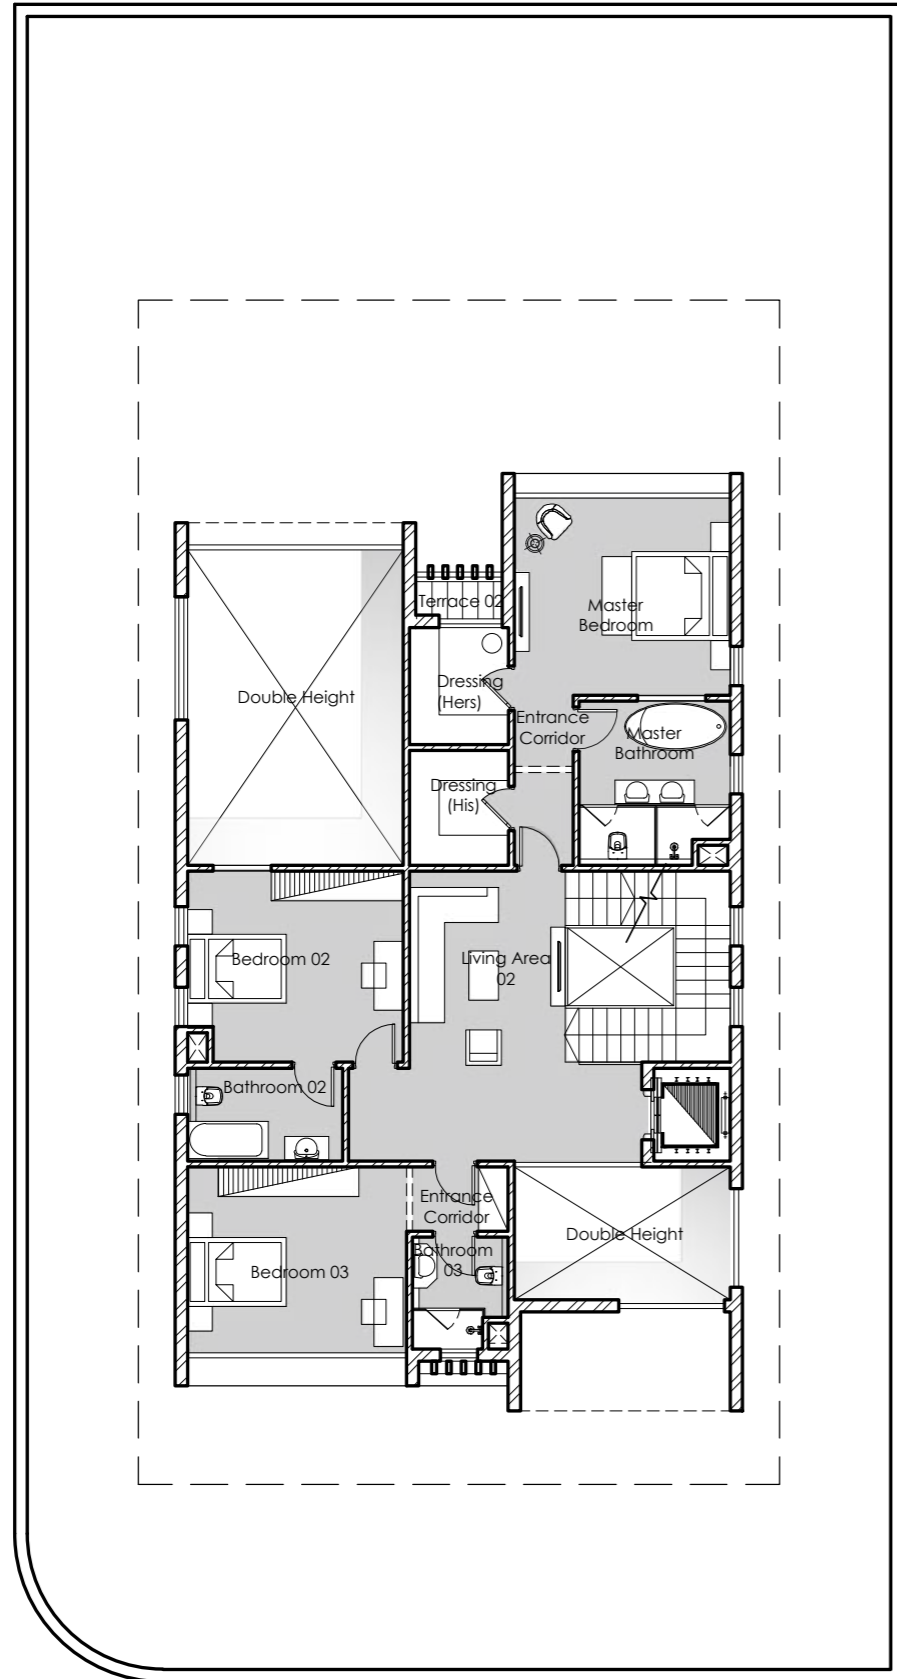 Terrace 02
Master
Bedroom
Dressing
(Hers)
Double Height
Entrance
Corridor
Master
Bathroom
Dressing
(His)
Bedroom 02
Living Area
02
Bathroom 02
Entrance
Corridor
Double Height
Bathroom
03
Bedroom 03